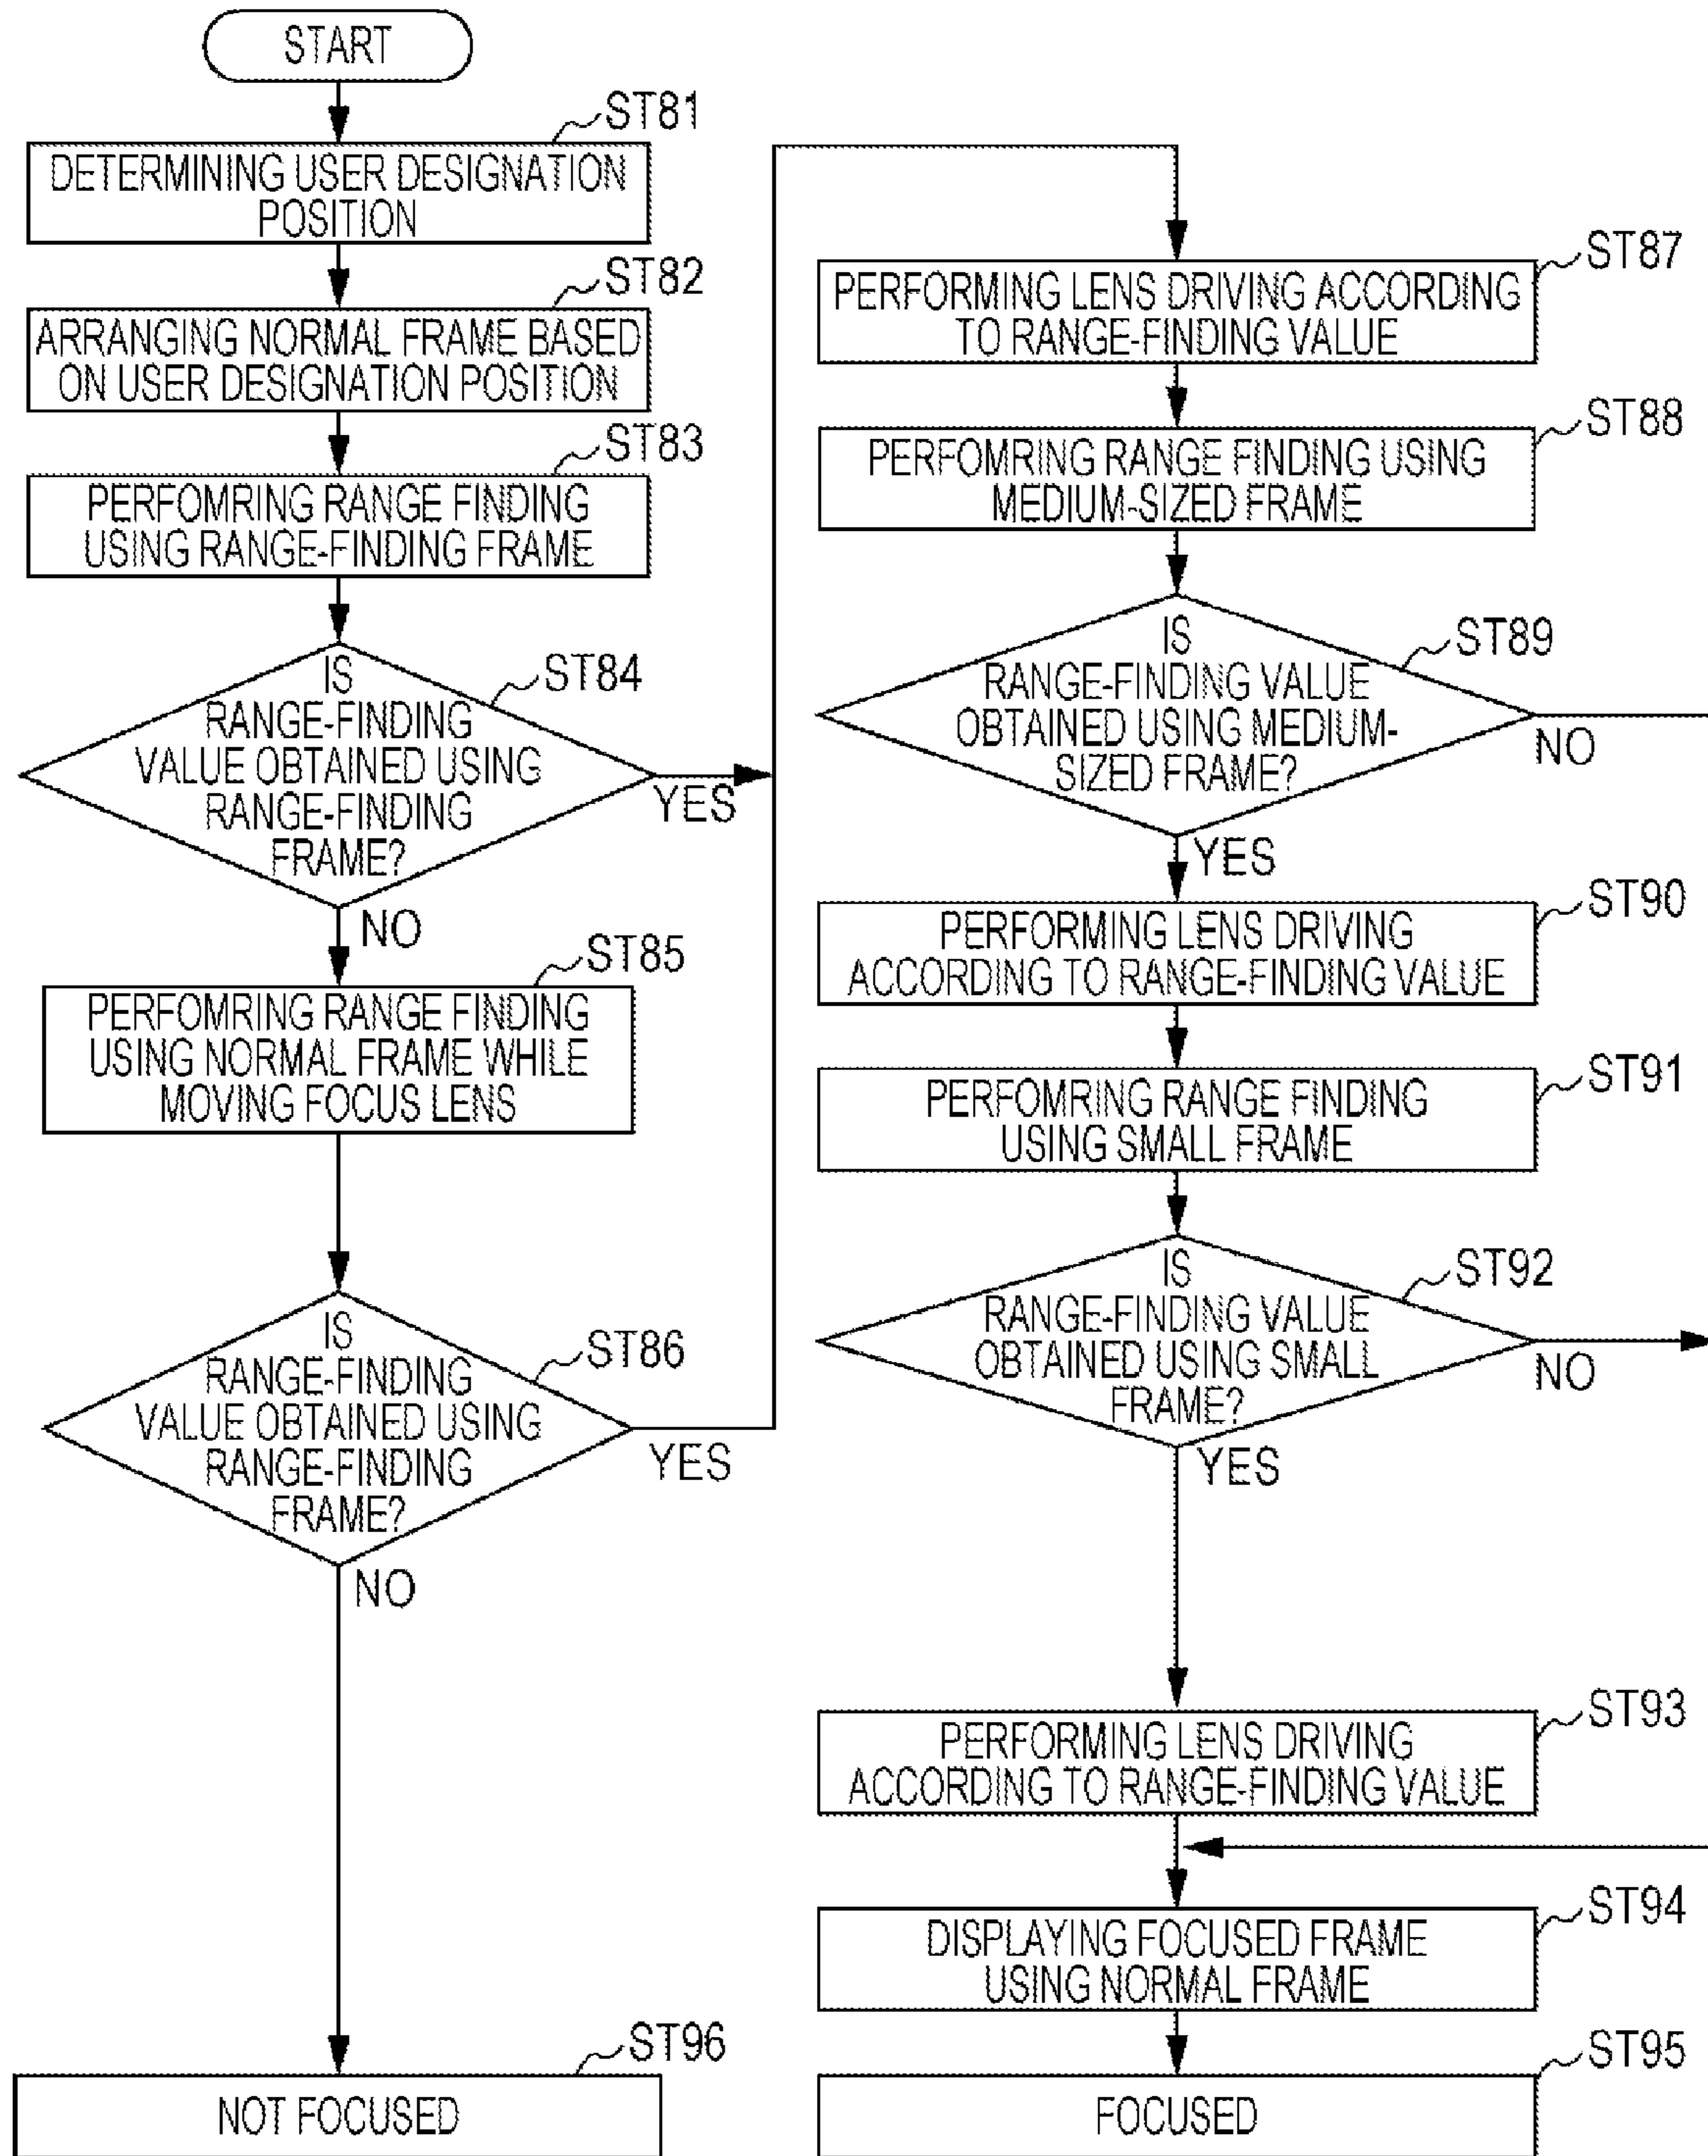 START
ST81
DETERMINING USER DESIGNATION
POSITION
ST82
ARRANGING NORMAL FRAME BASED
ON USER DESIGNATION POSITION
ST83
PERFOMRING RANGE FINDING
USING RANGE-FINDING FRAME
ST84
IS
RANGE-FINDING
VALUE OBTAINED USING
RANGE-FINDING
FRAME?
YES
NO
ST85
PERFOMRING RANGE FINDING
USING NORMAL FRAME WHILE
MOVING FOCUS LENS
ST86
IS
RANGE-FINDING
VALUE OBTAINED USING
RANGE-FINDING
FRAME?
YES
NO
ST96
NOT FOCUSED
ST87
PERFORMING LENS DRIVING ACCORDING
TO RANGE-FINDING VALUE
ST88
PERFOMRING RANGE FINDING USING
MEDIUM-SIZED FRAME
ST89
IS
RANGE-FINDING VALUE
OBTAINED USING MEDIUM-
SIZED FRAME?
NO
YES
ST90
PERFORMING LENS DRIVING
ACCORDING TO RANGE-FINDING VALUE
ST91
PERFOMRING RANGE FINDING
USING SMALL FRAME
ST92
IS
RANGE-FINDING VALUE
OBTAINED USING SMALL
FRAME?
NO
YES
ST93
PERFORMING LENS DRIVING
ACCORDING TO RANGE-FINDING VALUE
ST94
DISPLAYING FOCUSED FRAME
USING NORMAL FRAME
ST95
FOCUSED